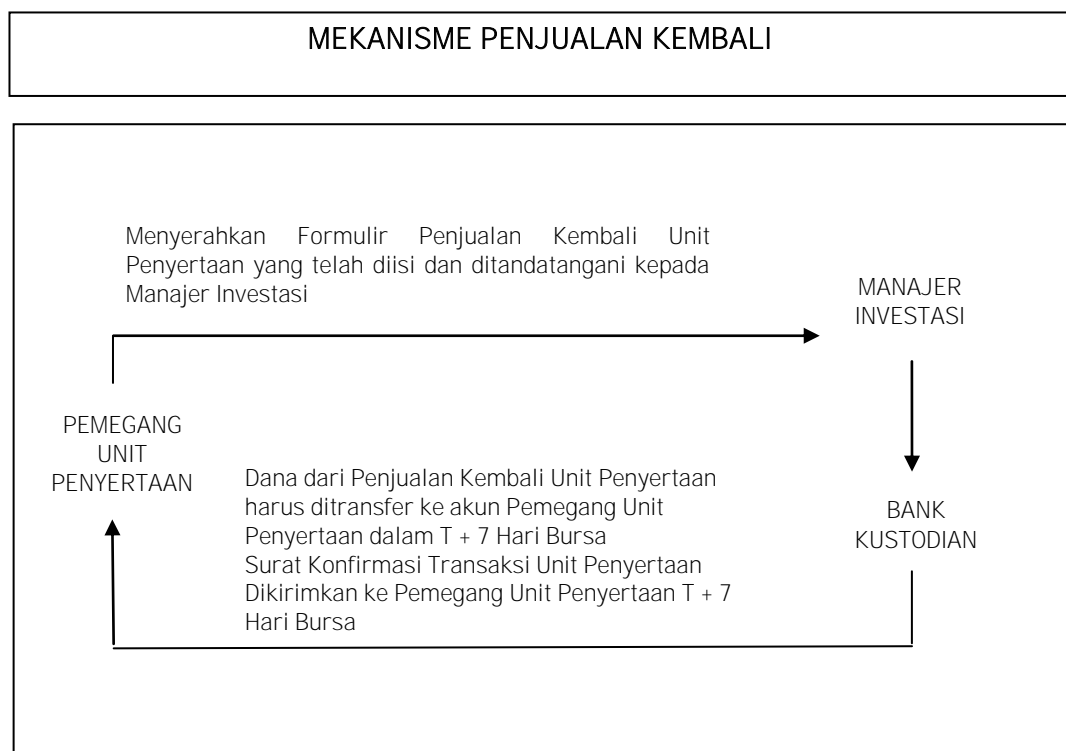 MEKANISME PENJUALAN KEMBALI
Menyerahkan Formulir Penjualan Kembali Unit
Penyertaan yang telah diisi dan ditandatangani kepada
Manajer Investasi
MANAJER
INVESTASI
PEMEGANG
UNIT
PENYERTAAN
Dana dari Penjualan Kembali Unit Penyertaan
harus ditransfer ke akun Pemegang Unit
Penyertaan dalam T + 7 Hari Bursa
Surat Konfirmasi Transaksi Unit Penyertaan
Dikirimkan ke Pemegang Unit Penyertaan T + 7
Hari Bursa
BANK
KUSTODIAN